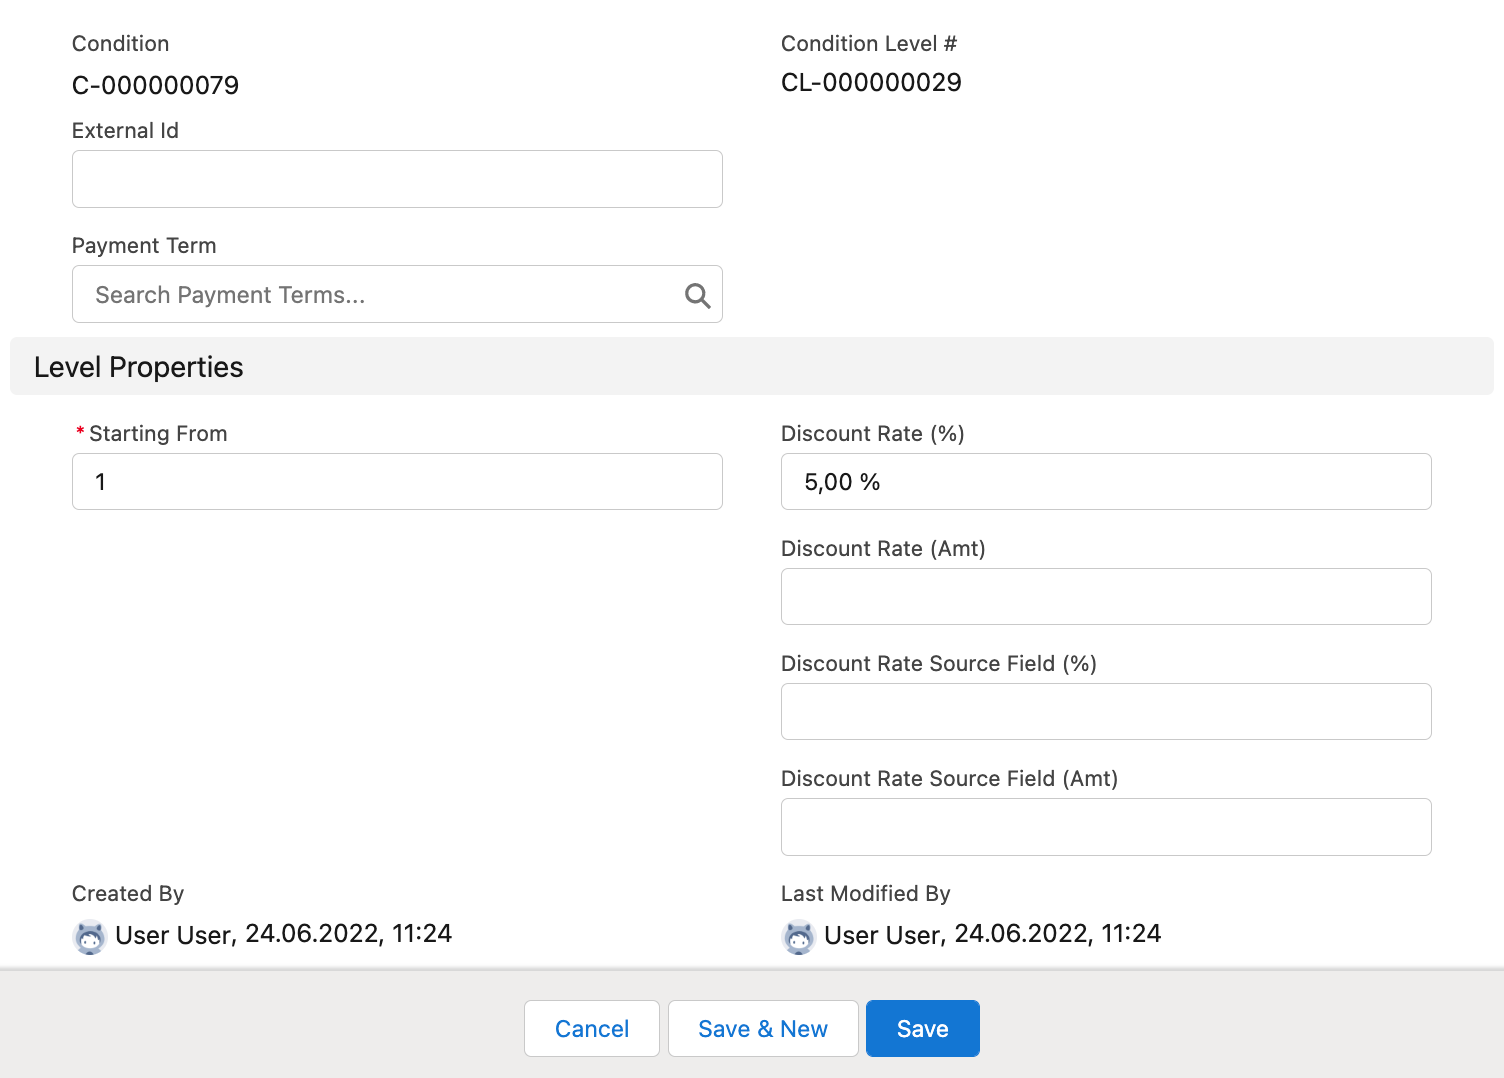 Condition
C-000000079
Condition Level #
CL-000000029
External Id
Payment Term
Search Payment Terms...
Level Properties
* Starting From
1
Discount Rate (%)
5,00 %
Discount Rate (Amt)
Discount Rate Source Field (%)
Discount Rate Source Field (Amt)
Created By
User User, 24.06.2022, 11:24
Last Modified By
User User, 24.06.2022, 11:24
Cancel
Save & New
Save